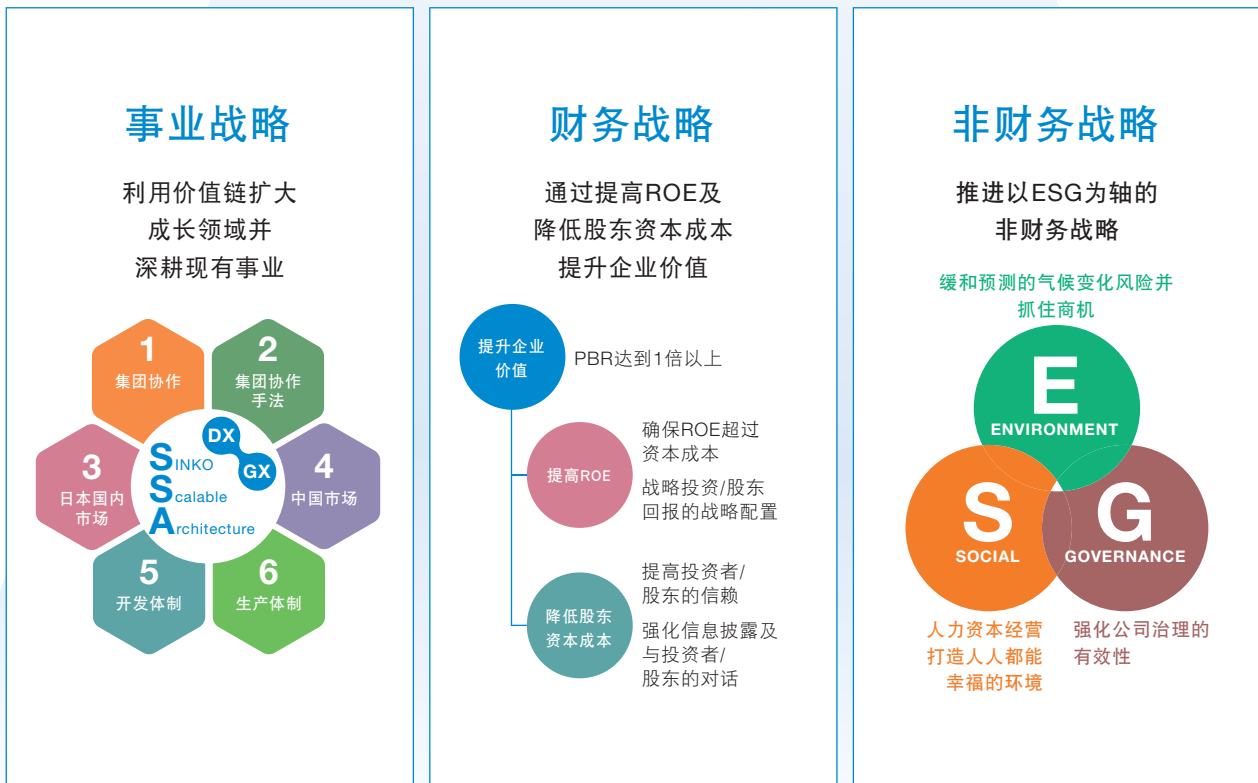 事业战略
利用价值链扩大
成长领域并
深耕现有事业
1
集团协作
2
集团协作
手法
3
日本国内
市场
4
中国市场
5
开发体制
6
生产体制
DX
GX
SINKO
Scalable
Architecture
财务战略
通过提高ROE及
降低股东资本成本
提升企业价值
提升企业
价值
PBR达到1倍以上
提高ROE
确保ROE超过
资本成本
战略投资/股东
回报的战略配置
降低股东
资本成本
提高投资者/
股东的信赖
强化信息披露及
与投资者/
股东的对话
非财务战略
推进以ESG为轴的
非财务战略
缓和预测的气候变化风险并
抓住商机
E
ENVIRONMENT
S
SOCIAL
G
GOVERNANCE
人力资本经营
打造人人都能
幸福的环境
强化公司治理的
有效性